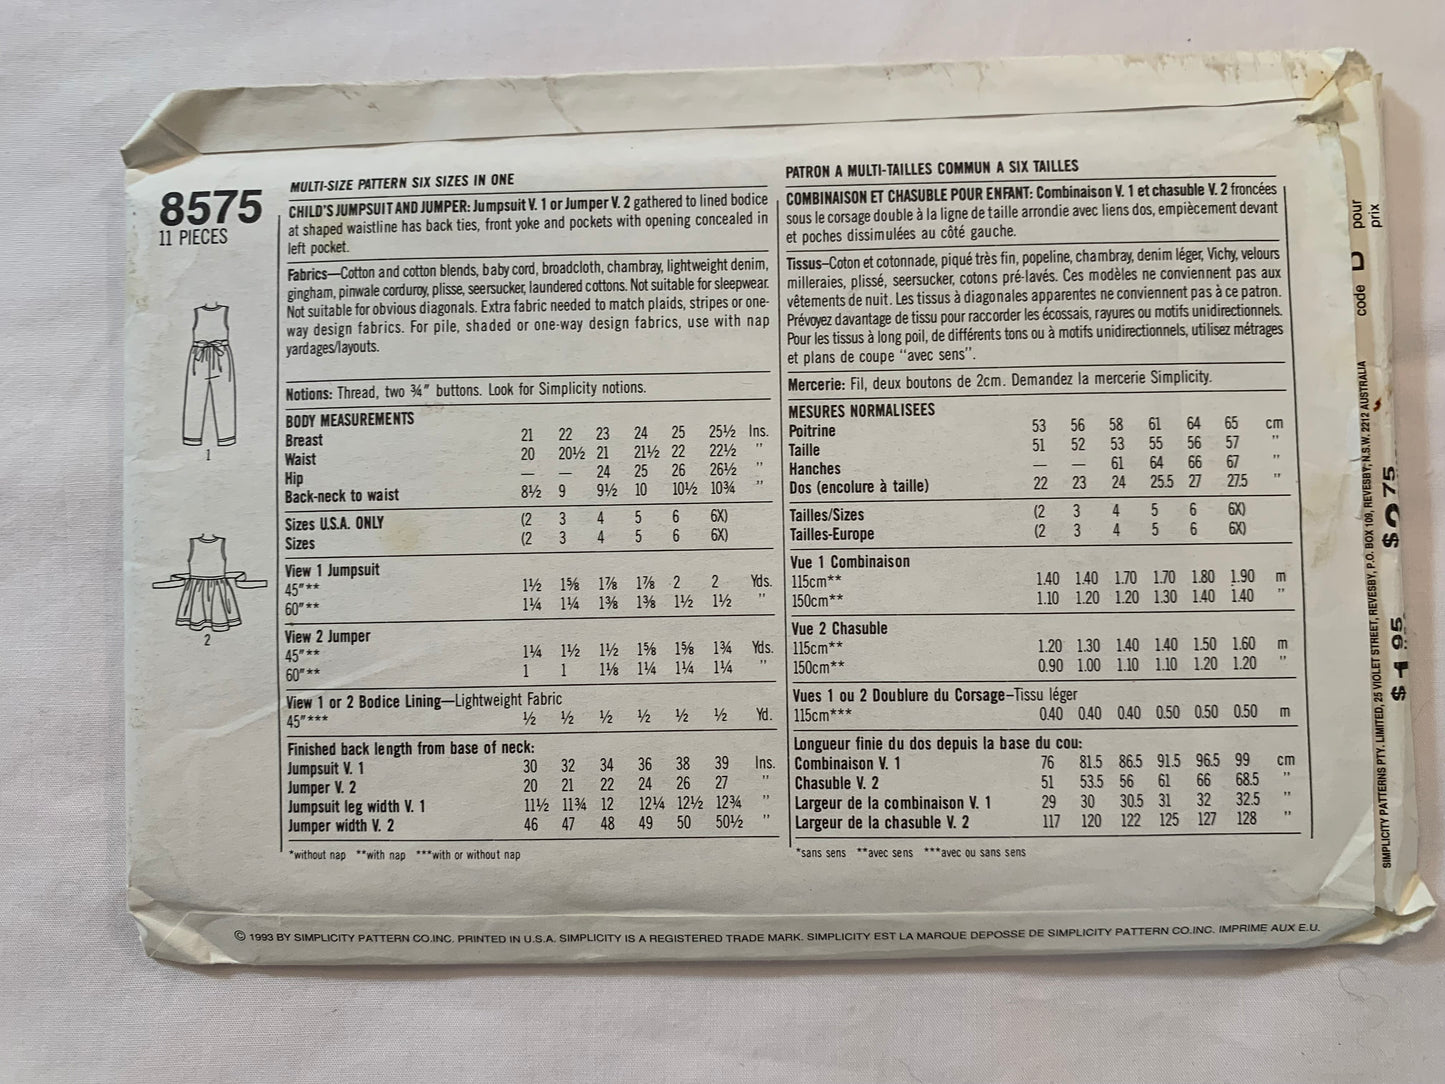 8575
11 PIECES
1
2
MULTI-SIZE PATTERN SIX SIZES IN ONE
CHILD'S JUMPSUIT AND JUMPER: Jumpsuit V. 1 or Jumper V. 2 gathered to lined bodice
at shaped waistline has back ties, front yoke and pockets with opening concealed in
left pocket.
Fabrics—Cotton and cotton blends, baby cord, broadcloth, chambray, lightweight denim,
gingham, pinwale corduroy, plisse, seersucker, laundered cottons. Not suitable for sleepwear.
Not suitable for obvious diagonals. Extra fabric needed to match plaids, stripes or one-
way design fabrics. For pile, shaded or one-way design fabrics, use with nap
yardages/layouts.
Notions: Thread, two ¾" buttons. Look for Simplicity notions.
BODY MEASUREMENTS
Breast 21 22 23 24 25 25½ Ins.
Waist 20 20½ 21 21½ 22 22½ "
Hip — — 24 25 26 26½ "
Back-neck to waist 8½ 9 9½ 10 10½ 10¾ "
Sizes U.S.A. ONLY (2 3 4 5 6 6X)
Sizes (2 3 4 5 6 6X)
View 1 Jumpsuit
45"** 1½ 1⅝ 1⅞ 1⅞ 2 2 Yds.
60"** 1¼ 1¼ 1⅜ 1⅜ 1½ 1½ "
View 2 Jumper
45"** 1¼ 1½ 1½ 1⅝ 1⅝ 1¾ Yds.
60"** 1 1 1⅛ 1¼ 1¼ 1¼ "
View 1 or 2 Bodice Lining—Lightweight Fabric
45"*** ½ ½ ½ ½ ½ ½ Yd.
Finished back length from base of neck:
Jumpsuit V. 1 30 32 34 36 38 39 Ins.
Jumper V. 2 20 21 22 24 26 27 "
Jumpsuit leg width V. 1 11½ 11¾ 12 12¼ 12½ 12¾ "
Jumper width V. 2 46 47 48 49 50 50½ "
*without nap **with nap ***with or without nap
PATRON A MULTI-TAILLES COMMUN A SIX TAILLES
COMBINAISON ET CHASUBLE POUR ENFANT: Combinaison V. 1 et chasuble V. 2 froncées
sous le corsage double à la ligne de taille arrondie avec liens dos, empiècement devant
et poches dissimulées au côté gauche.
Tissus–Coton et cotonnade, piqué très fin, popeline, chambray, denim léger, Vichy, velours
milleraies, plissé, seersucker, cotons pré-lavés. Ces modèles ne conviennent pas aux
vêtements de nuit. Les tissus à diagonales apparentes ne conviennent pas à ce patron.
Prévoyez davantage de tissu pour raccorder les écossais, rayures ou motifs unidirectionnels.
Pour les tissus à long poil, de différents tons ou à motifs unidirectionnels, utilisez métrages
et plans de coupe "avec sens".
Mercerie: Fil, deux boutons de 2cm. Demandez la mercerie Simplicity.
MESURES NORMALISEES
Poitrine 53 56 58 61 64 65 cm
Taille 51 52 53 55 56 57 "
Hanches — — 61 64 66 67 "
Dos (encolure à taille) 22 23 24 25.5 27 27.5 "
Tailles/Sizes (2 3 4 5 6 6X)
Tailles-Europe (2 3 4 5 6 6X)
Vue 1 Combinaison
115cm** 1.40 1.40 1.70 1.70 1.80 1.90 m
150cm** 1.10 1.20 1.20 1.30 1.40 1.40 "
Vue 2 Chasuble
115cm** 1.20 1.30 1.40 1.40 1.50 1.60 m
150cm** 0.90 1.00 1.10 1.10 1.20 1.20 "
Vues 1 ou 2 Doublure du Corsage–Tissu léger
115cm*** 0.40 0.40 0.40 0.50 0.50 0.50 m
Longueur finie du dos depuis la base du cou:
Combinaison V. 1 76 81.5 86.5 91.5 96.5 99 cm
Chasuble V. 2 51 53.5 56 61 66 68.5 "
Largeur de la combinaison V. 1 29 30 30.5 31 32 32.5 "
Largeur de la chasuble V. 2 117 120 122 125 127 128 "
*sans sens **avec sens ***avec ou sans sens
© 1993 BY SIMPLICITY PATTERN CO.INC. PRINTED IN U.S.A. SIMPLICITY IS A REGISTERED TRADE MARK. SIMPLICITY EST LA MARQUE DEPOSSE DE SIMPLICITY PATTERN CO.INC. IMPRIME AUX E.U.
SIMPLICITY PATTERNS PTY. LIMITED, 25 VIOLET STREET, REVESBY, P.O. BOX 109, REVESBY, N.S.W. 2212 AUSTRALIA
code
pour
prix